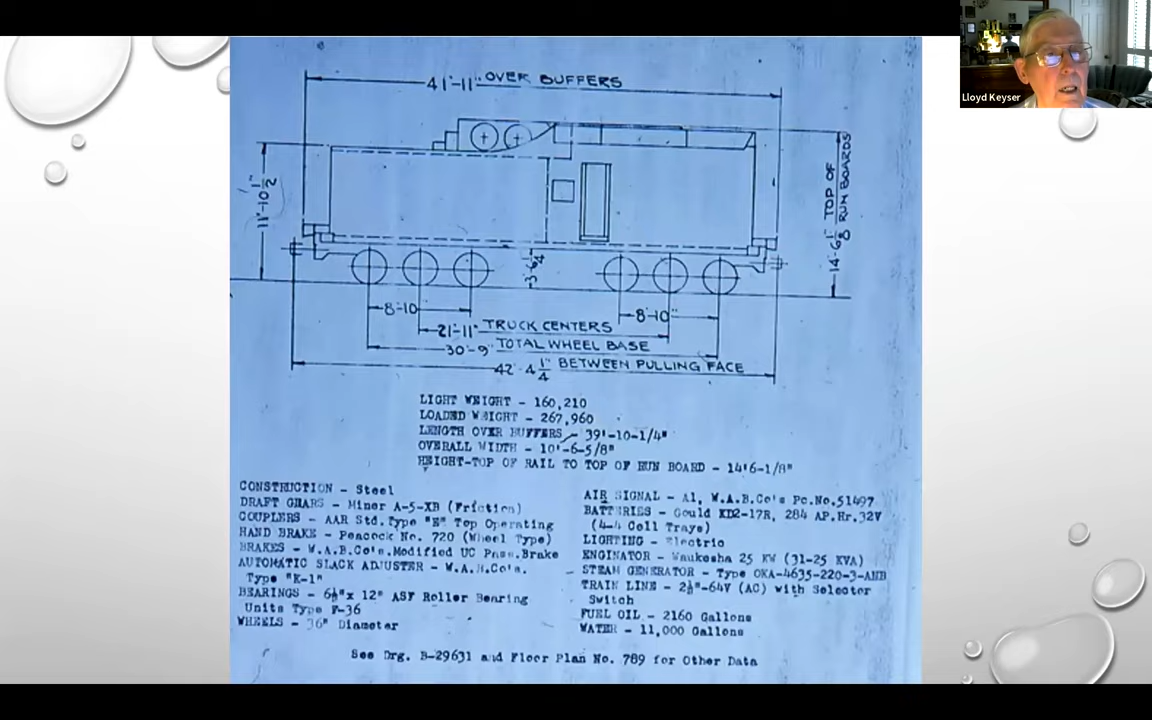 Lloyd Keyser
41'-11" OVER BUFFERS
11'-10 1/2"
14'-6 1/8" TOP OF RUN BOARDS
3'-6 1/4
8'-10
8'-10"
21'-11" TRUCK CENTERS
30'-9" TOTAL WHEEL BASE
42'-4 1/4" BETWEEN PULLING FACE
LIGHT WEIGHT - 160,210
LOADED WEIGHT - 267,960
LENGTH OVER BUFFERS - 39'-10-1/4"
OVERALL WIDTH - 10'-6-5/8"
HEIGHT-TOP OF RAIL TO TOP OF RUN BOARD - 14'6-1/8"
CONSTRUCTION - Steel
DRAFT GEARS - Miner A-5-XB (Friction)
COUPLERS - AAR Std.Type "E" Top Operating
HAND BRAKE - Peacock No. 720 (Wheel Type)
BRAKES - W.A.B.Co's.Modified UC Pass.Brake
AUTOMATIC SLACK ADJUSTER - W.A.B.Co's.
Type "K-1"
BEARINGS - 6½"x 12" ASF Roller Bearing
Units Type F-36
WHEELS - 36" Diameter
AIR SIGNAL - A1, W.A.B.Co's Pc.No.51497
BATTERIES - Gould KD2-17R, 284 AP.Hr.32V
(4-4 Cell Trays)
LIGHTING - Electric
ENGINATOR - Waukesha 25 KW (31-25 KVA)
STEAM GENERATOR - Type OKA-4635-220-3-AHB
TRAIN LINE - 2½"-64V (AC) with Selector
Switch
FUEL OIL - 2160 Gallons
WATER - 11,000 Gallons
See Drg. B-29631 and Floor Plan No. 789 for Other Data